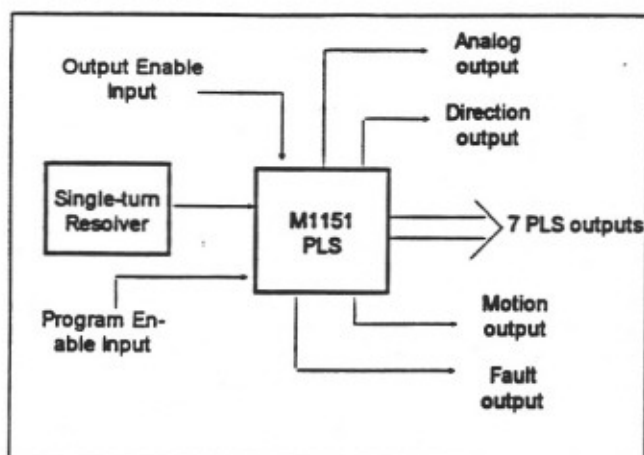 Output Enable
Input
Analog
output
Direction
output
Single-turn
Resolver
M1151
PLS
7 PLS outputs
Program En-
able Input
Motion
output
Fault
output